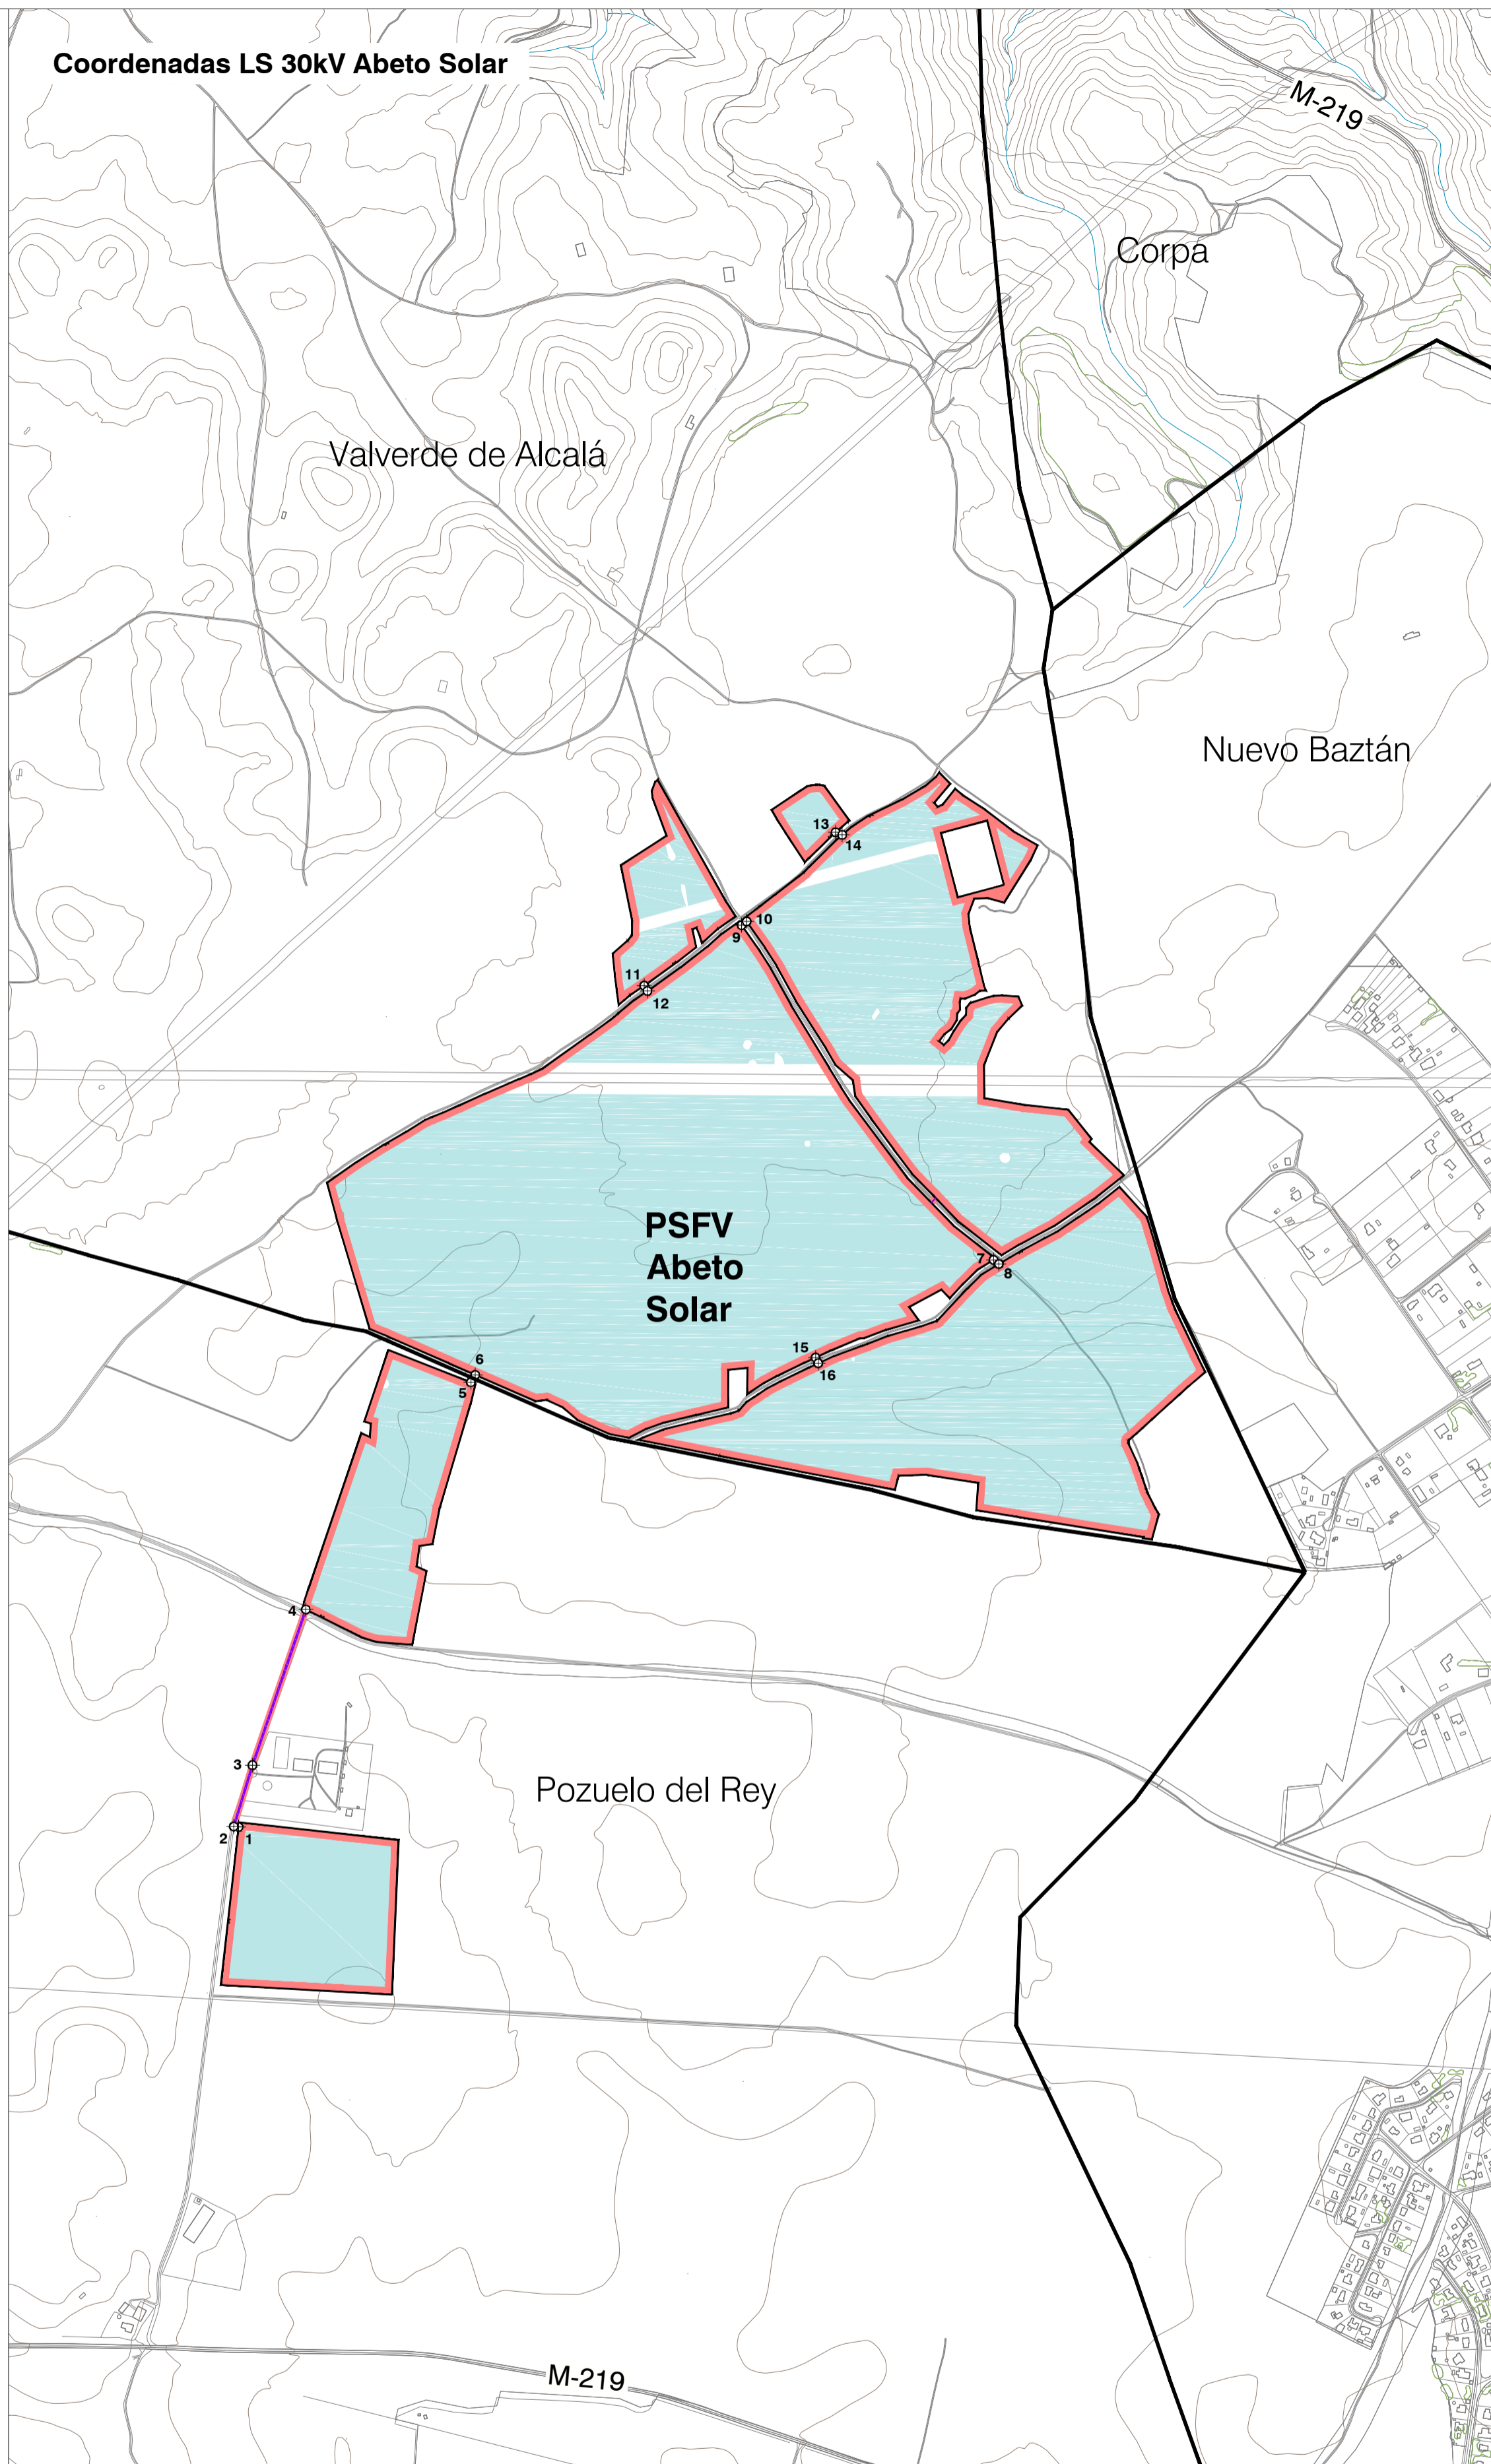 Coordenadas LS 30kV Abeto Solar
M-219
Corpa
Valverde de Alcalá
Nuevo Baztán
13
14
10
9
11
12
PSFV
Abeto
Solar
7
8
15
16
6
5
4
3
Pozuelo del Rey
2
1
M-219